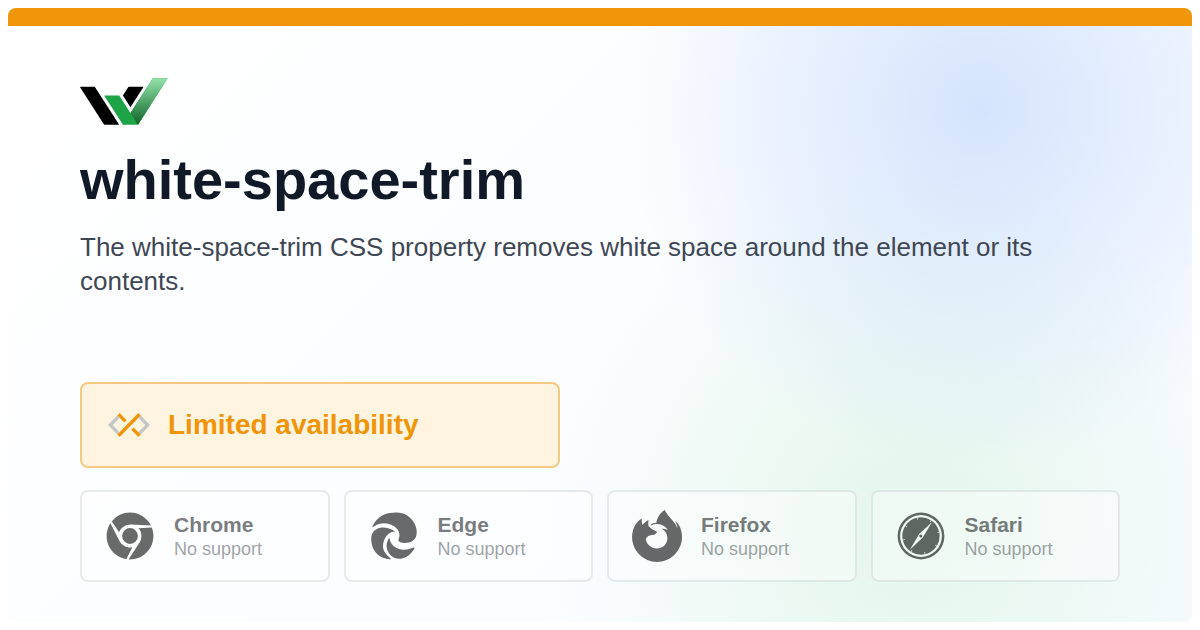 white-space-trim
The white-space-trim CSS property removes white space around the element or its
contents.
Limited availability
Chrome
No support
Edge
No support
Firefox
No support
Safari
No support